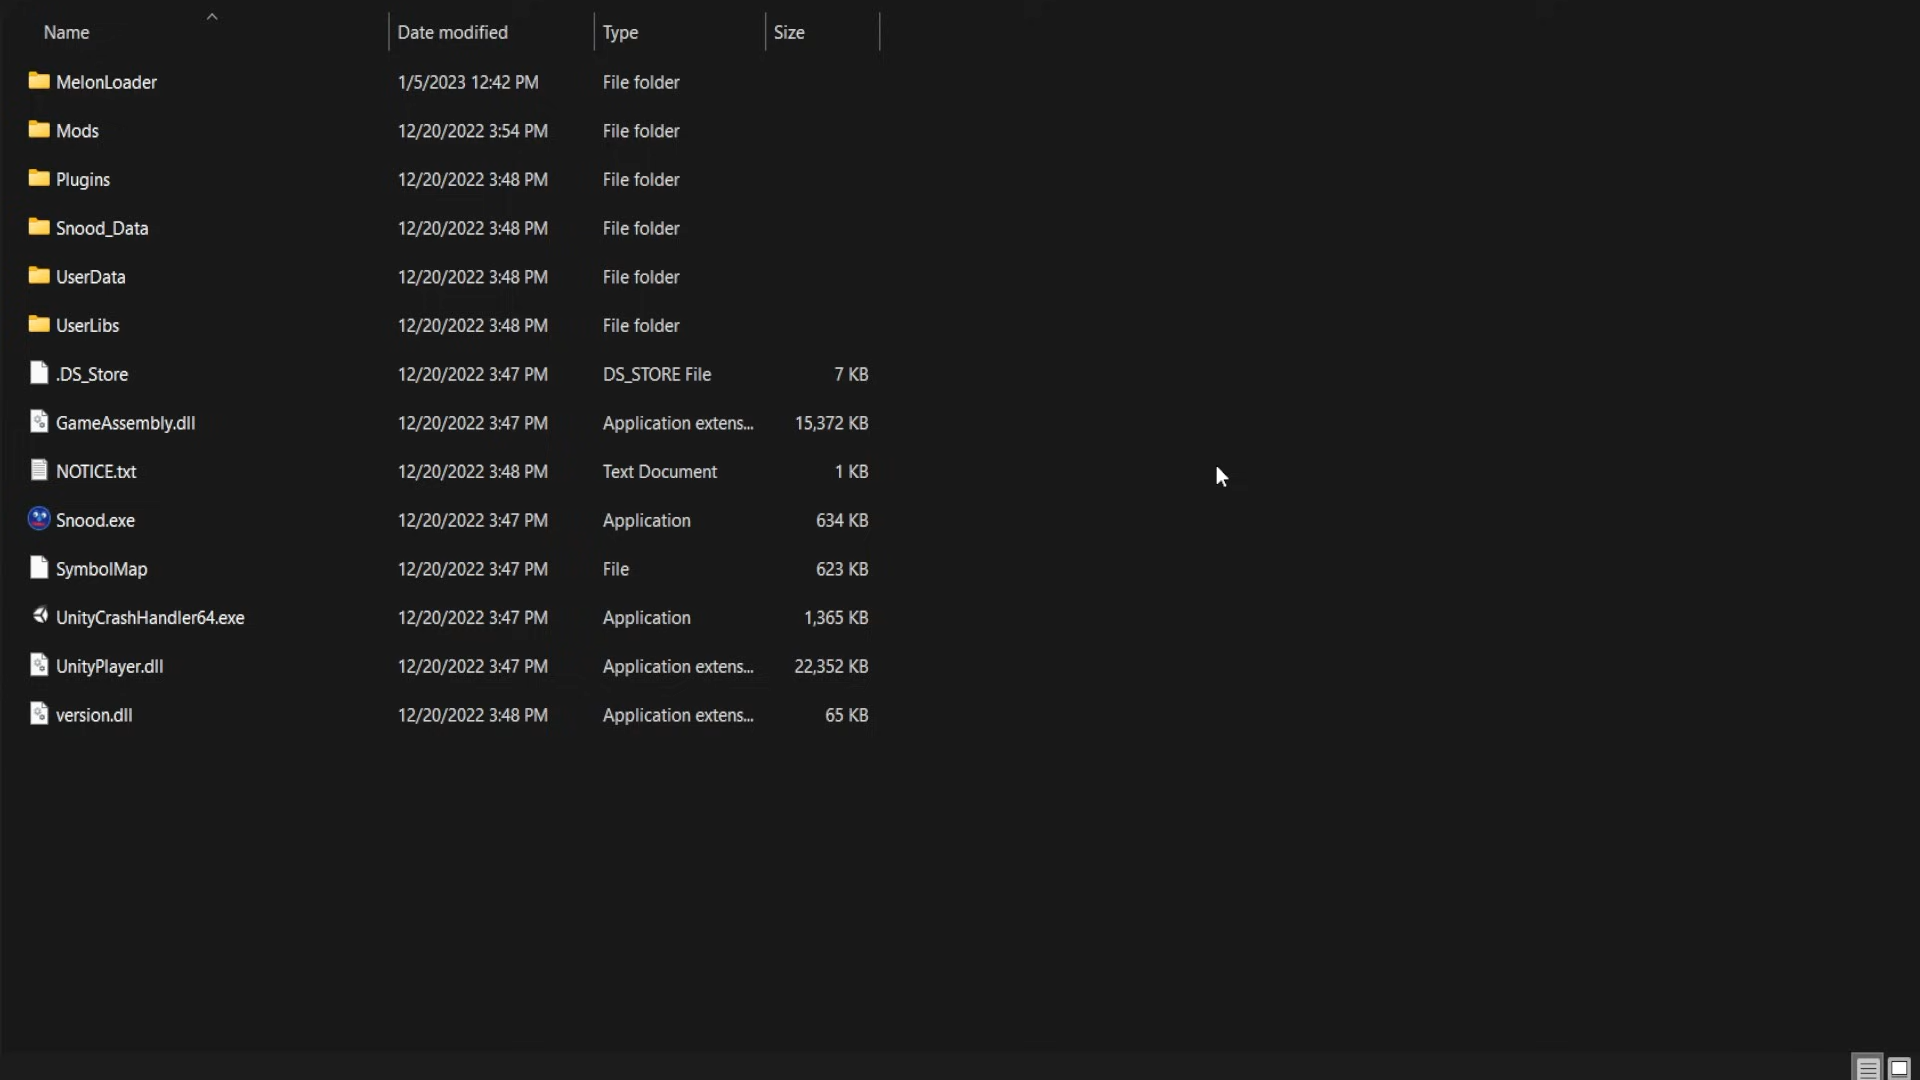 Name Date modified Type Size
MelonLoader 1/5/2023 12:42 PM File folder
Mods 12/20/2022 3:54 PM File folder
Plugins 12/20/2022 3:48 PM File folder
Snood_Data 12/20/2022 3:48 PM File folder
UserData 12/20/2022 3:48 PM File folder
UserLibs 12/20/2022 3:48 PM File folder
.DS_Store 12/20/2022 3:47 PM DS_STORE File 7 KB
GameAssembly.dll 12/20/2022 3:47 PM Application extens... 15,372 KB
NOTICE.txt 12/20/2022 3:48 PM Text Document 1 KB
Snood.exe 12/20/2022 3:47 PM Application 634 KB
SymbolMap 12/20/2022 3:47 PM File 623 KB
UnityCrashHandler64.exe 12/20/2022 3:47 PM Application 1,365 KB
UnityPlayer.dll 12/20/2022 3:47 PM Application extens... 22,352 KB
version.dll 12/20/2022 3:48 PM Application extens... 65 KB